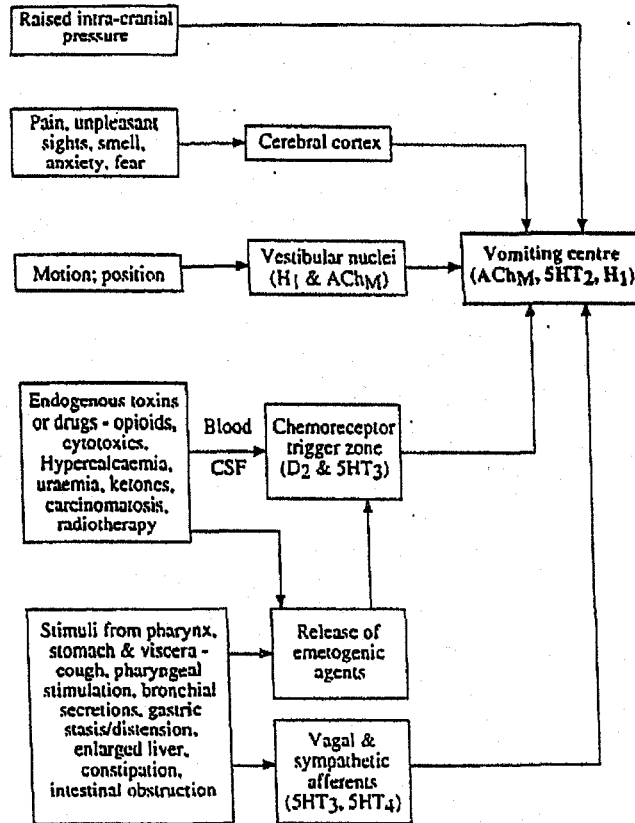 Raised intra-cranial
pressure
Pain, unpleasant
sights, smell,
anxiety, fear
Cerebral cortex
Motion; position
Vestibular nuclei
(H₁ & AChM)
Vomiting centre
(AChM, 5HT₂, H₁)
Endogenous toxins
or drugs - opioids,
cytotoxics,
Hypercalcaemia,
uraemia, ketones,
carcinomatosis,
radiotherapy
Blood
CSF
Chemoreceptor
trigger zone
(D₂ & 5HT₃)
Stimuli from pharynx,
stomach & viscera -
cough, pharyngeal
stimulation, bronchial
secretions, gastric
stasis/distension,
enlarged liver,
constipation,
intestinal obstruction
Release of
emetogenic
agents
Vagal &
sympathetic
afferents
(5HT₃, 5HT₄)